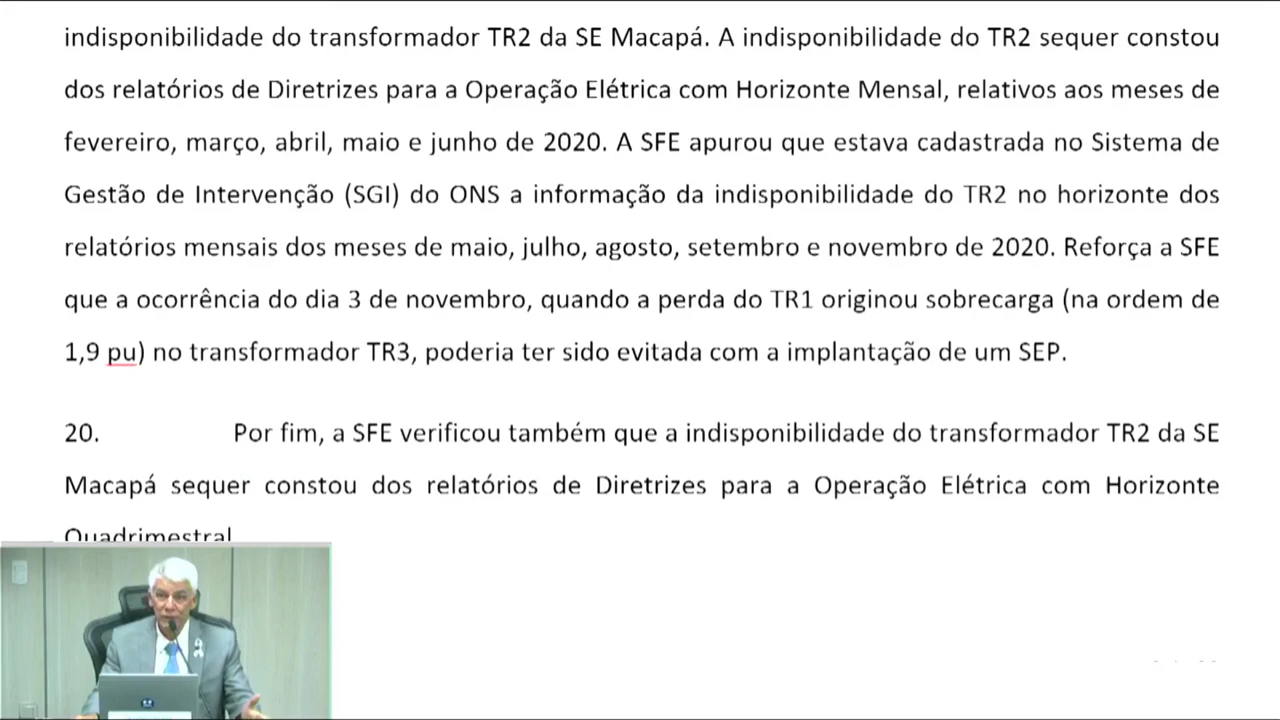 indisponibilidade do transformador TR2 da SE Macapá. A indisponibilidade do TR2 sequer constou
dos relatórios de Diretrizes para a Operação Elétrica com Horizonte Mensal, relativos aos meses de
fevereiro, março, abril, maio e junho de 2020. A SFE apurou que estava cadastrada no Sistema de
Gestão de Intervenção (SGI) do ONS a informação da indisponibilidade do TR2 no horizonte dos
relatórios mensais dos meses de maio, julho, agosto, setembro e novembro de 2020. Reforça a SFE
que a ocorrência do dia 3 de novembro, quando a perda do TR1 originou sobrecarga (na ordem de
1,9 pu) no transformador TR3, poderia ter sido evitada com a implantação de um SEP.
20. Por fim, a SFE verificou também que a indisponibilidade do transformador TR2 da SE
Macapá sequer constou dos relatórios de Diretrizes para a Operação Elétrica com Horizonte
Quadrimestral